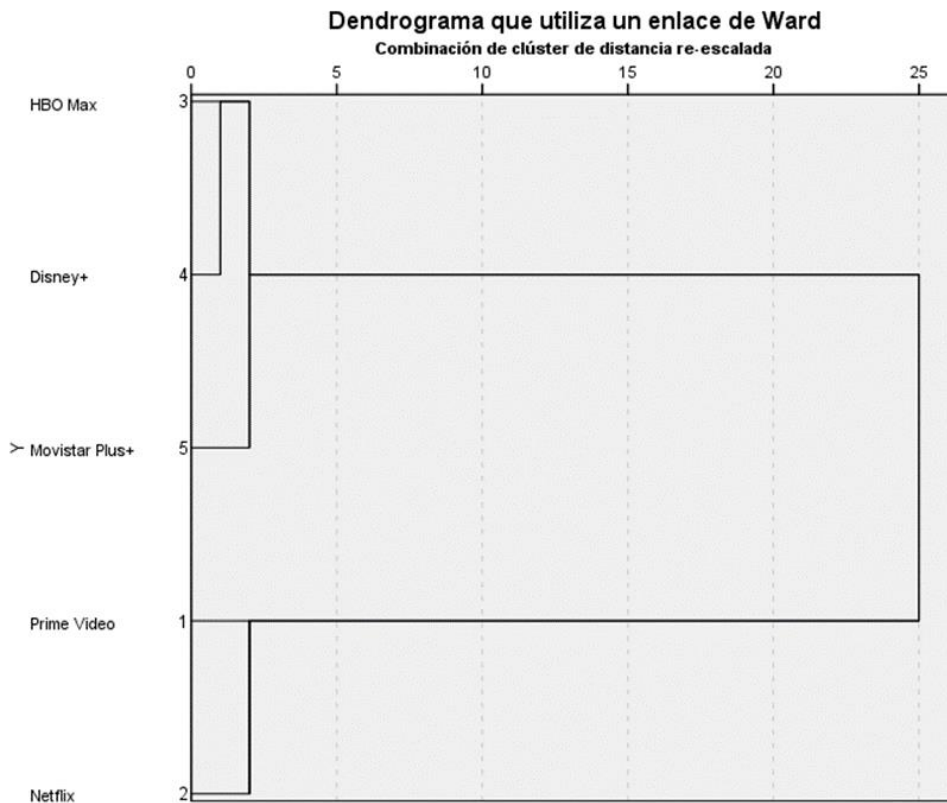 Dendrograma que utiliza un enlace de Ward
Combinación de clúster de distancia re-escalada
0 5 10 15 20 25
HBO Max 3
Disney+ 4
Y Movistar Plus+ 5
Prime Video 1
Netflix 2